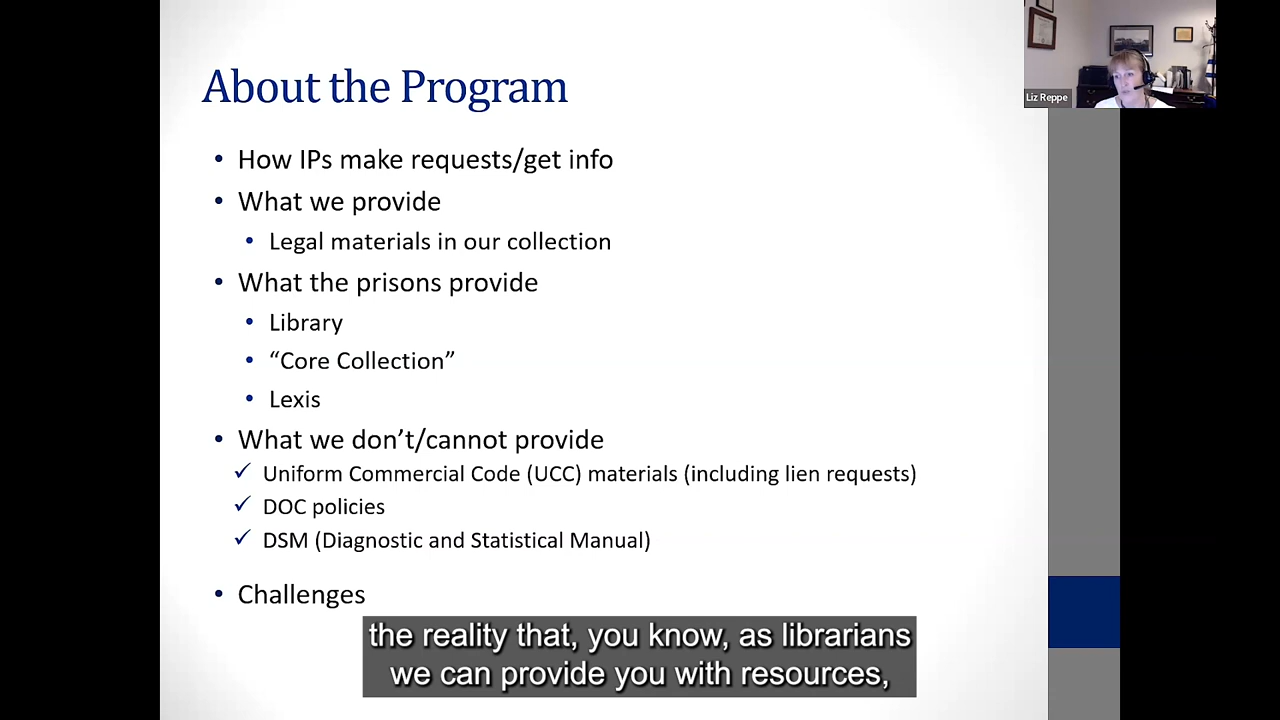 About the Program
• How IPs make requests/get info
• What we provide
• Legal materials in our collection
• What the prisons provide
• Library
• “Core Collection”
• Lexis
• What we don’t/cannot provide
✓ Uniform Commercial Code (UCC) materials (including lien requests)
✓ DOC policies
✓ DSM (Diagnostic and Statistical Manual)
• Challenges
the reality that, you know, as librarians
we can provide you with resources,
Liz Reppe